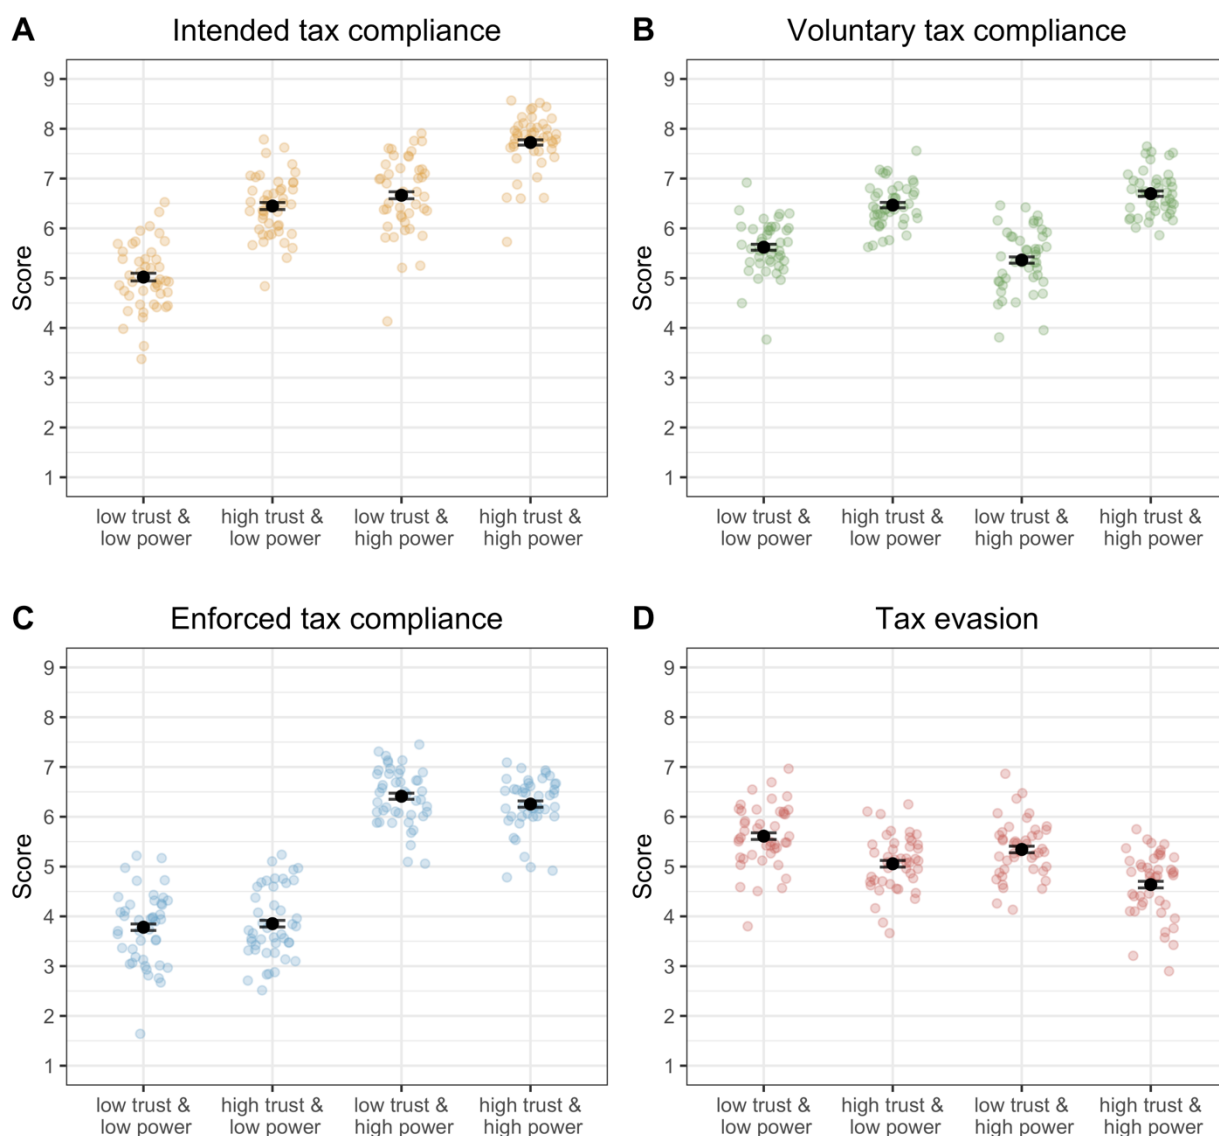 A Intended tax compliance
Score
9
8
7
6
5
4
3
2
1
low trust & high trust & low trust & high trust &
low power low power high power high power
B Voluntary tax compliance
Score
9
8
7
6
5
4
3
2
1
low trust & high trust & low trust & high trust &
low power low power high power high power
C Enforced tax compliance
Score
9
8
7
6
5
4
3
2
1
low trust & high trust & low trust & high trust &
low power low power high power high power
D Tax evasion
Score
9
8
7
6
5
4
3
2
1
low trust & high trust & low trust & high trust &
low power low power high power high power